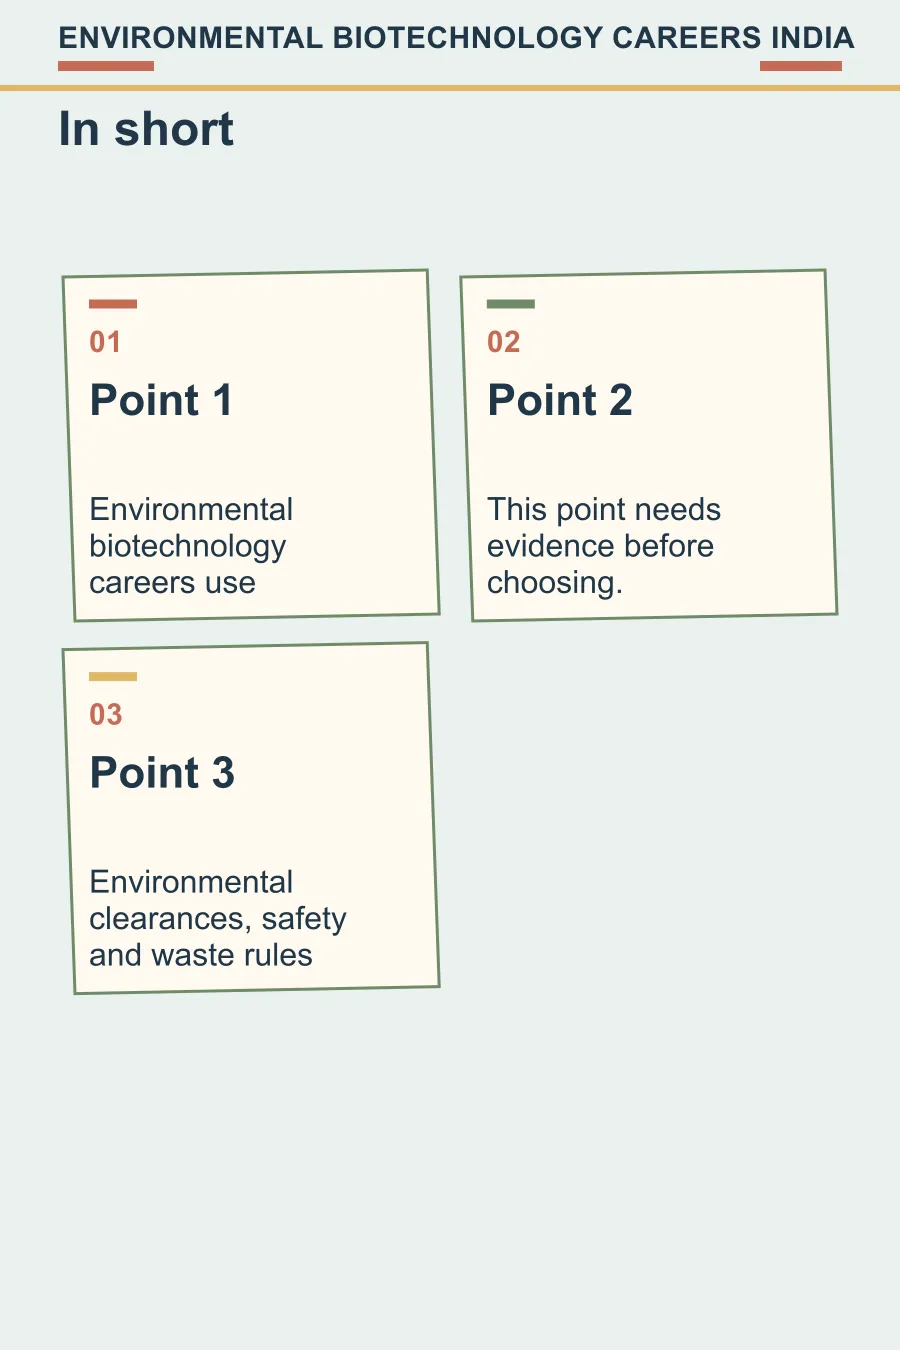 ENVIRONMENTAL BIOTECHNOLOGY CAREERS INDIA
In short
01
Point 1
Environmental
biotechnology
careers use
02
Point 2
This point needs
evidence before
choosing.
03
Point 3
Environmental
clearances, safety
and waste rules